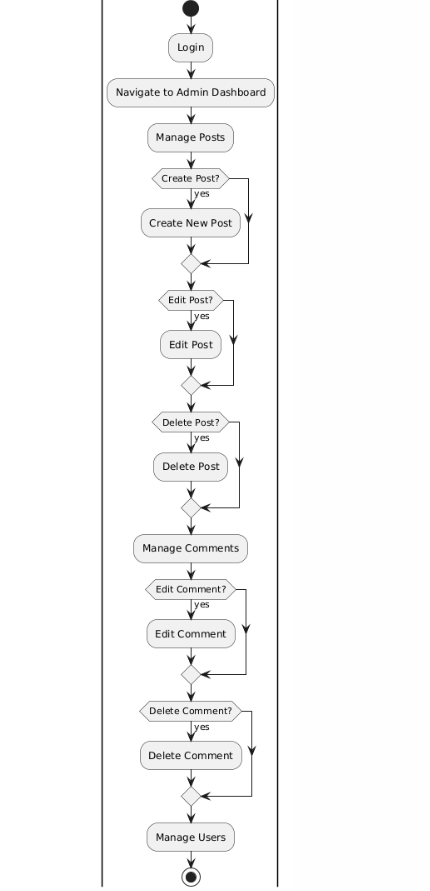 Login
Navigate to Admin Dashboard
Manage Posts
Create Post?
yes
Create New Post
Edit Post?
yes
Edit Post
Delete Post?
yes
Delete Post
Manage Comments
Edit Comment?
yes
Edit Comment
Delete Comment?
yes
Delete Comment
Manage Users